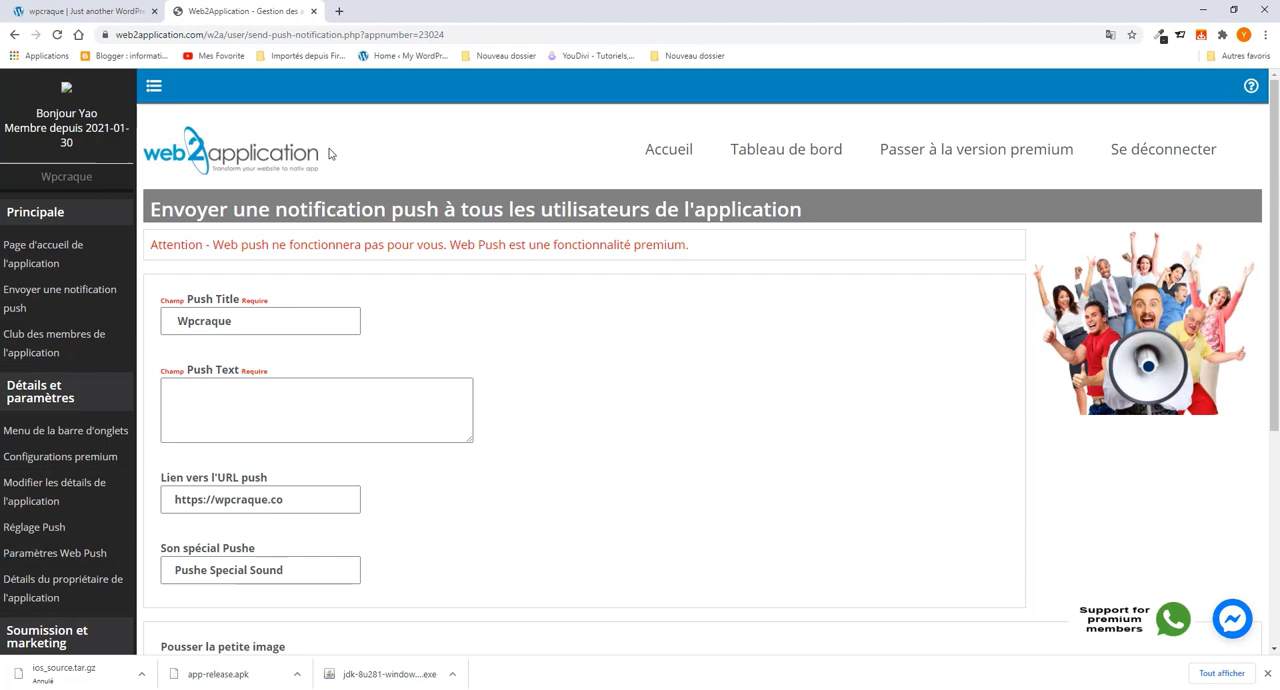 wpcraque | Just another WordPre
Web2Application - Gestion des a
web2application.com/w2a/user/send-push-notification.php?appnumber=23024
Y
Applications
Blogger : informati...
Mes Favorite
Importés depuis Fir...
Home ‹ My WordPr...
Nouveau dossier
YouDivi - Tutoriels,...
Nouveau dossier
Autres favoris
Bonjour Yao
Membre depuis 2021-01-
30
Wpcraque
Principale
Page d'accueil de
l'application
Envoyer une notification
push
Club des membres de
l'application
Détails et
paramètres
Menu de la barre d'onglets
Configurations premium
Modifier les détails de
l'application
Réglage Push
Paramètres Web Push
Détails du propriétaire de
l'application
Soumission et
marketing
web2application
Transform your website to nativ app
Accueil
Tableau de bord
Passer à la version premium
Se déconnecter
Envoyer une notification push à tous les utilisateurs de l'application
Attention - Web push ne fonctionnera pas pour vous. Web Push est une fonctionnalité premium.
Champ Push Title Require
Wpcraque
Champ Push Text Require
Lien vers l'URL push
https://wpcraque.co
Son spécial Pushe
Pushe Special Sound
Pousser la petite image
Support for
premium
members
ios_source.tar.gz
Annulé
app-release.apk
jdk-8u281-window....exe
Tout afficher